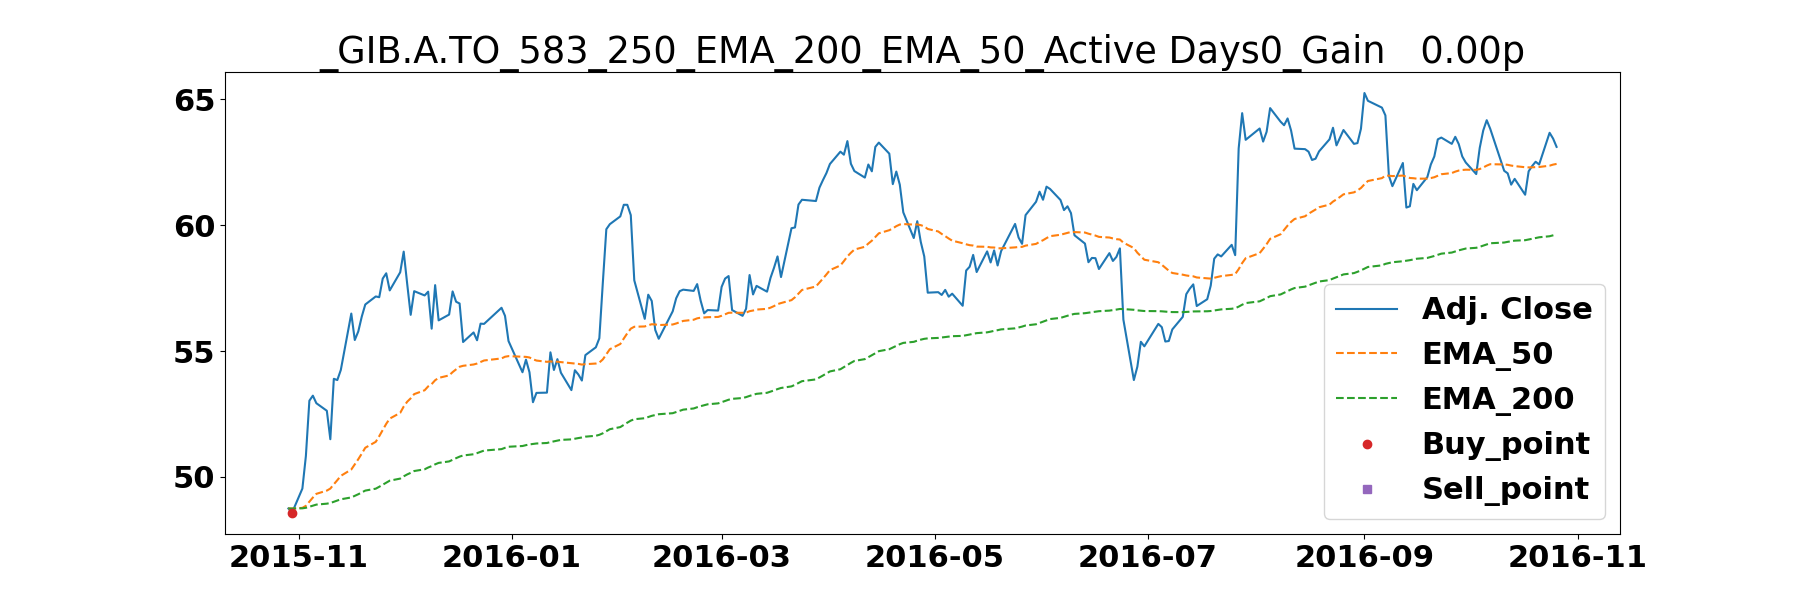 _GIB.A.TO_583_250_EMA_200_EMA_50_Active Days0_Gain   0.00p
65
60
55
50
Adj. Close
EMA_50
EMA_200
Buy_point
Sell_point
2015-11 2016-01 2016-03 2016-05 2016-07 2016-09 2016-11